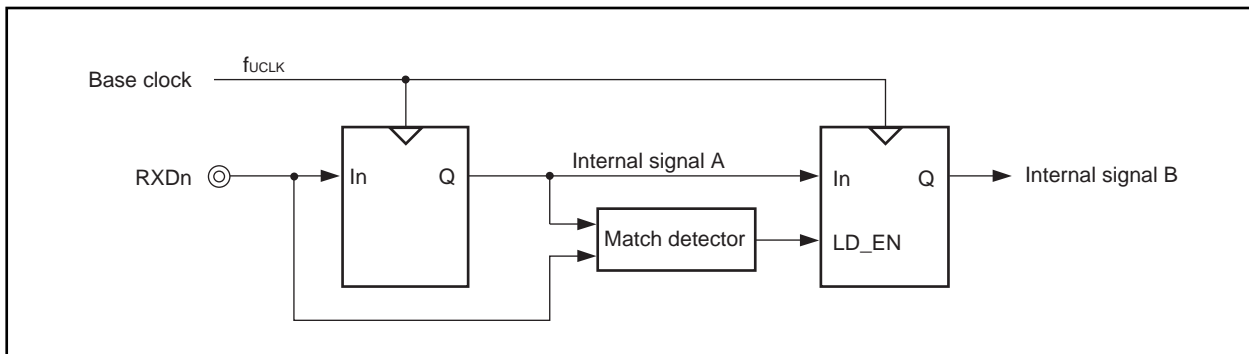 Base clock
fUCLK
RXDn
In
Q
Internal signal A
In
Q
Internal signal B
Match detector
LD_EN